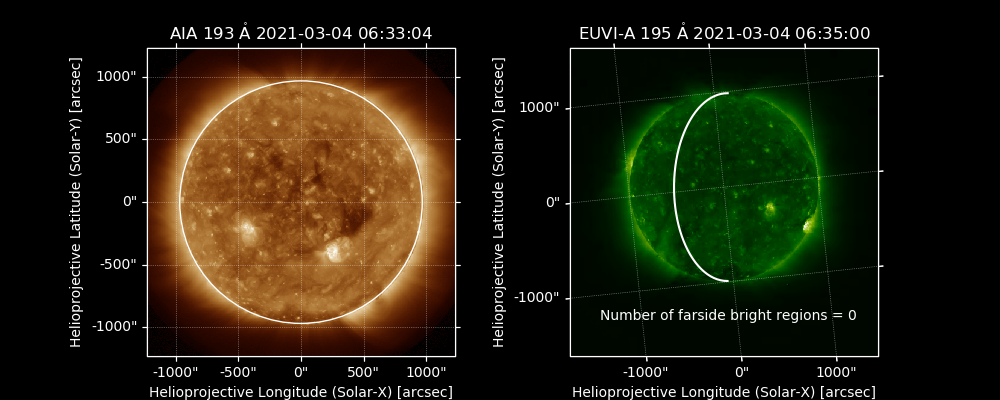 AIA 193 Å 2021-03-04 06:33:04
1000"
500"
0"
-500"
-1000"
-1000" -500" 0" 500" 1000"
Helioprojective Longitude (Solar-X) [arcsec]
Helioprojective Latitude (Solar-Y) [arcsec]
EUVI-A 195 Å 2021-03-04 06:35:00
1000"
0"
-1000"
Number of farside bright regions = 0
-1000" 0" 1000"
Helioprojective Longitude (Solar-X) [arcsec]
Helioprojective Latitude (Solar-Y) [arcsec]